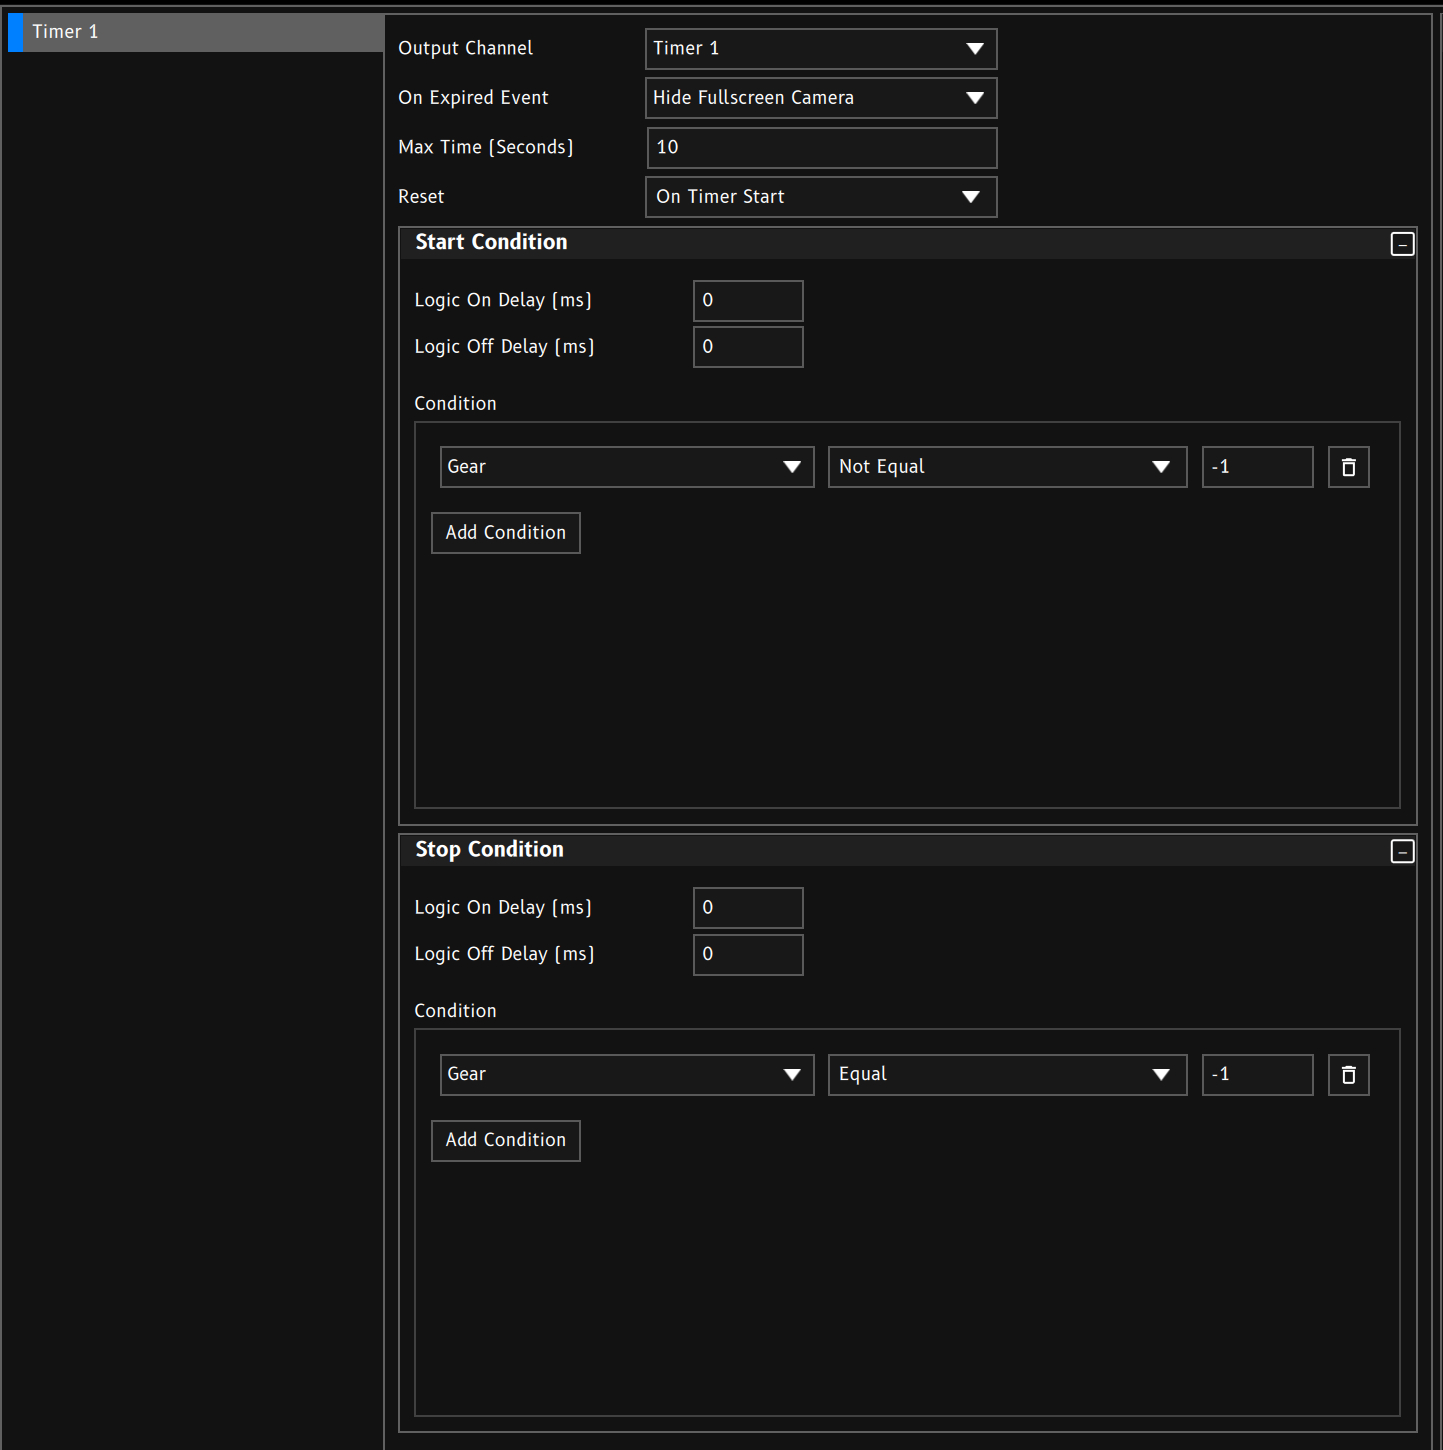 Timer 1
Output Channel Timer 1
On Expired Event Hide Fullscreen Camera
Max Time (Seconds) 10
Reset On Timer Start
Start Condition
Logic On Delay (ms) 0
Logic Off Delay (ms) 0
Condition
Gear Not Equal -1
Add Condition
Stop Condition
Logic On Delay (ms) 0
Logic Off Delay (ms) 0
Condition
Gear Equal -1
Add Condition